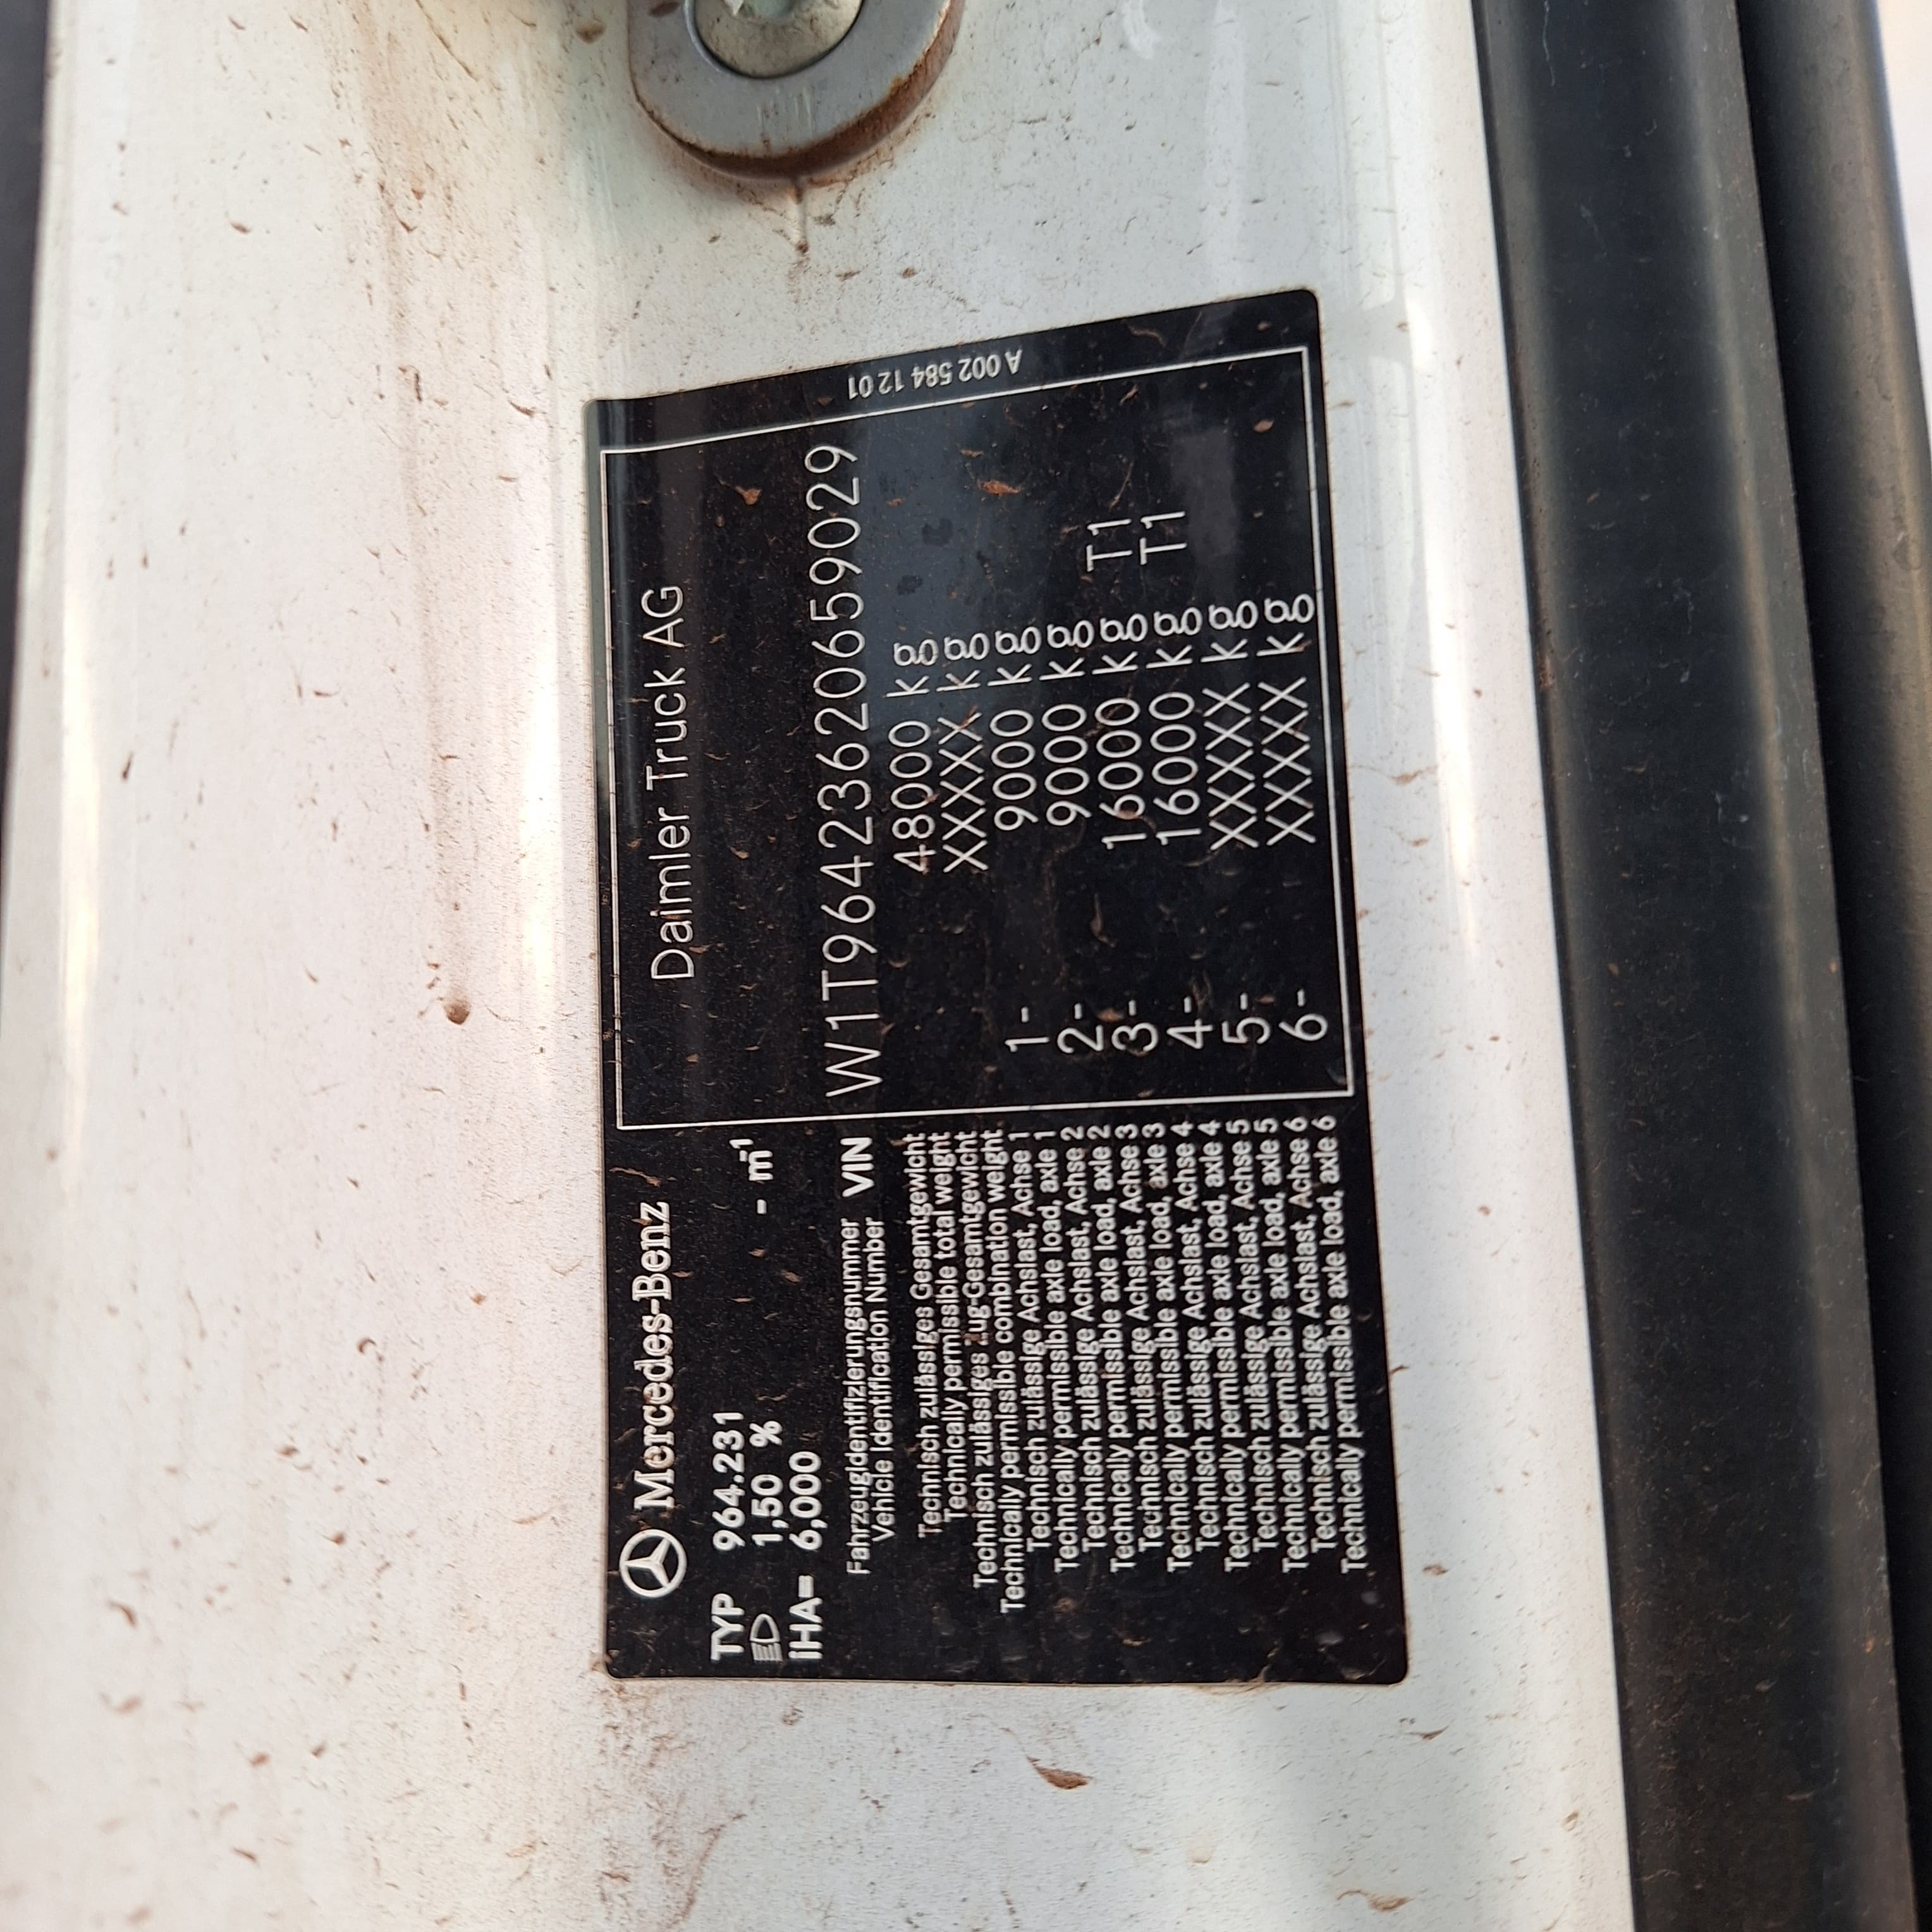 Mercedes-Benz
TYP 964.231
1,50 % - m-1
iHA= 6,000
Daimler Truck AG
Fahrzeugidentifizierungsnummer
Vehicle Identification Number
VIN W1T96423620659029
Technisch zulässiges Gesamtgewicht
Technically permissible total weight
48000 kg
Technisch zulässiges Zug-Gesamtgewicht
Technically permissible combination weight
XXXXX kg
Technisch zulässige Achslast, Achse 1
Technically permissible axle load, axle 1
1- 9000 kg
Technisch zulässige Achslast, Achse 2
Technically permissible axle load, axle 2
2- 9000 kg
Technisch zulässige Achslast, Achse 3
Technically permissible axle load, axle 3
3- 16000 kg T1
Technisch zulässige Achslast, Achse 4
Technically permissible axle load, axle 4
4- 16000 kg T1
Technisch zulässige Achslast, Achse 5
Technically permissible axle load, axle 5
5- XXXXX kg
Technisch zulässige Achslast, Achse 6
Technically permissible axle load, axle 6
6- XXXXX kg
A 002 584 12 01